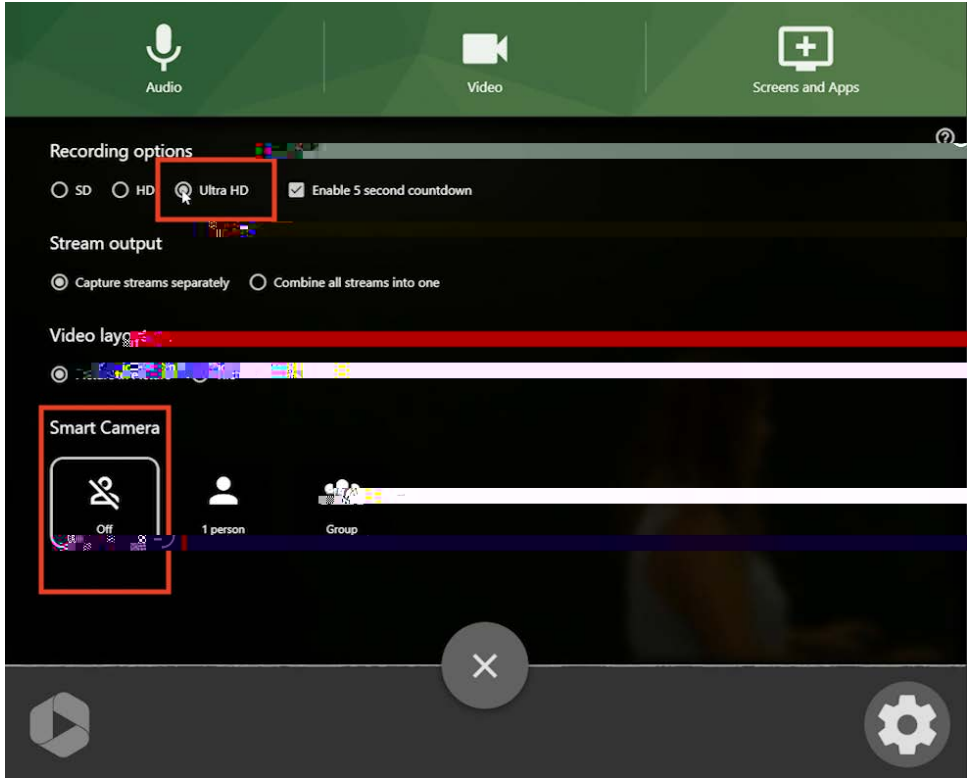 Audio
Video
Screens and Apps
Recording options
SD HD Ultra HD Enable 5 second countdown
Stream output
Capture streams separately Combine all streams into one
Video
Smart Camera
Off 1 person Group